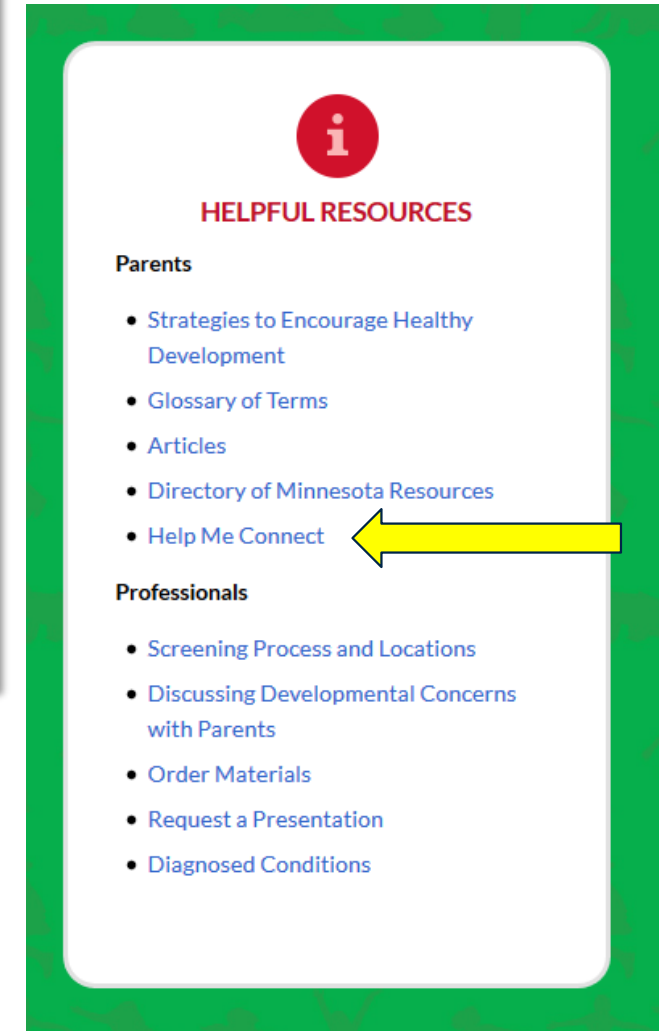 i
HELPFUL RESOURCES
Parents
• Strategies to Encourage Healthy
Development
• Glossary of Terms
• Articles
• Directory of Minnesota Resources
• Help Me Connect
Professionals
• Screening Process and Locations
• Discussing Developmental Concerns
with Parents
• Order Materials
• Request a Presentation
• Diagnosed Conditions